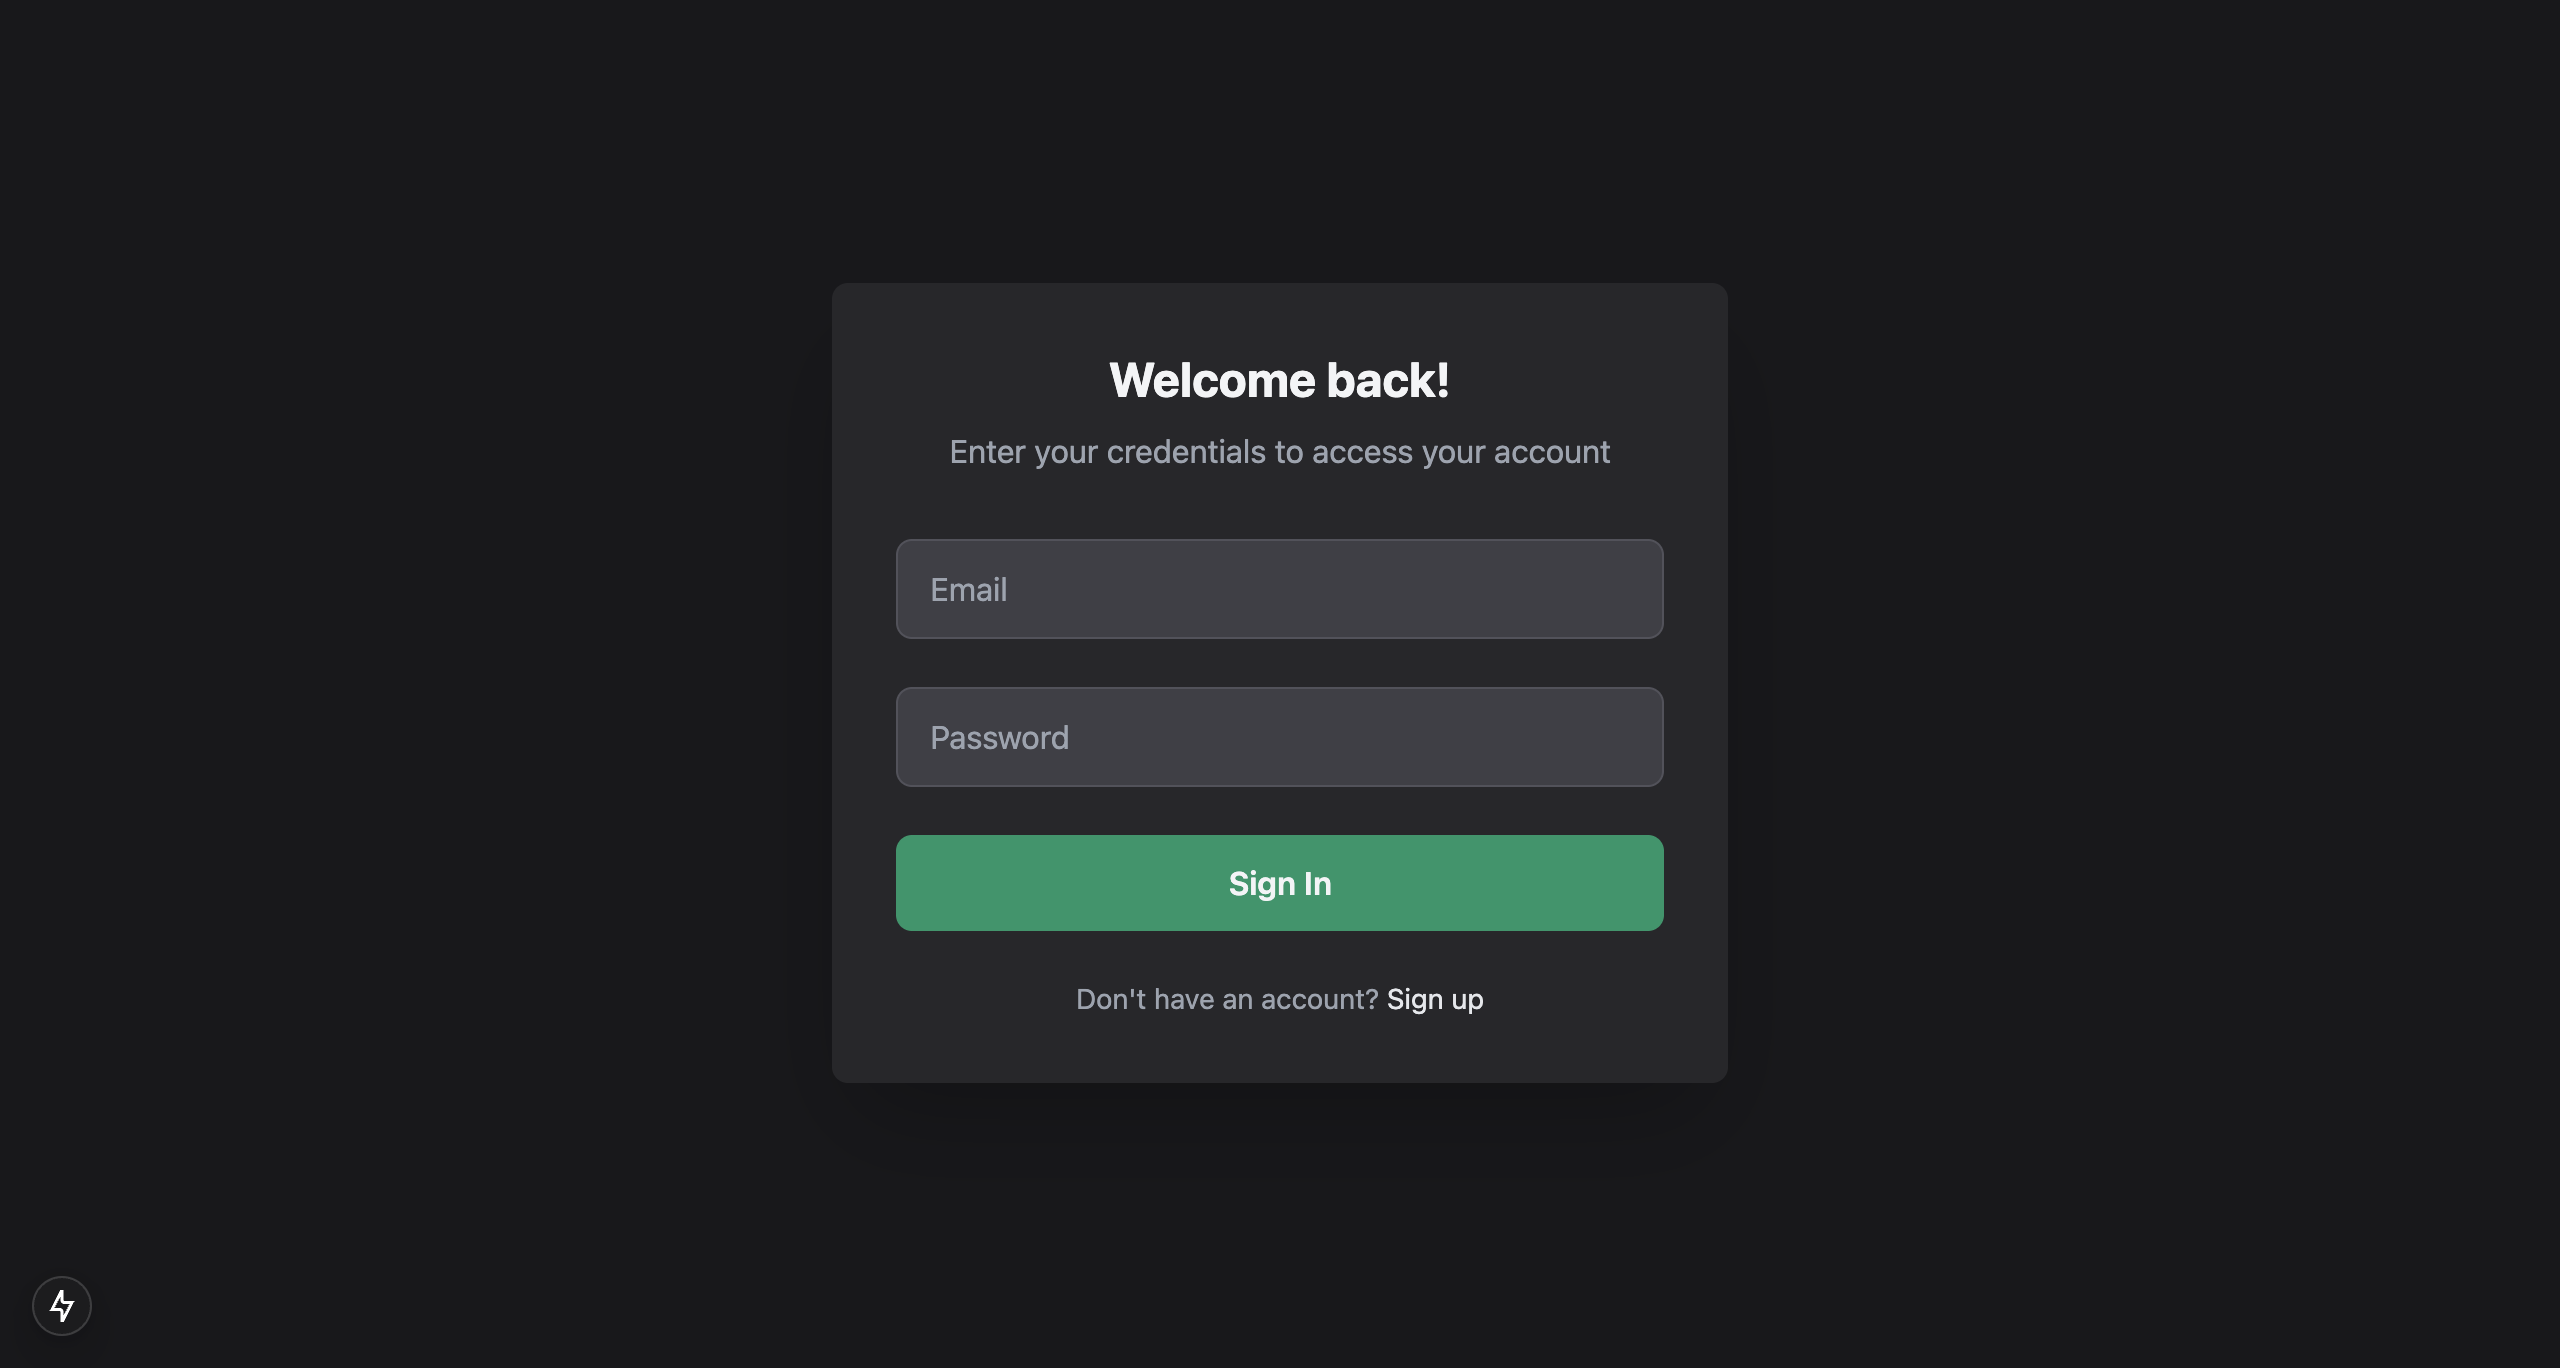 Welcome back!
Enter your credentials to access your account
Email
Password
Sign In
Don't have an account? Sign up